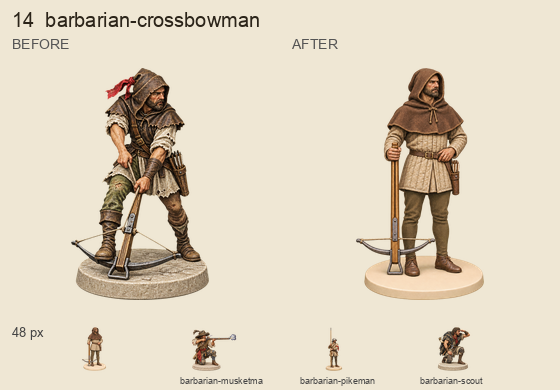 14 barbarian-crossbowman
BEFORE
AFTER
48 px
barbarian-musketma
barbarian-pikeman
barbarian-scout